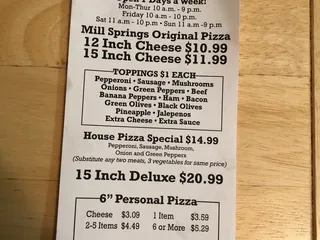 Open 7 Days a week!
Mon-Thur 10 a.m. - 9 p.m.
Friday 10 a.m. - 10 p.m.
Sat 11 a.m. - 10 p.m. • Sun 11 a.m. -9 p.m.
Mill Springs Original Pizza
12 Inch Cheese $10.99
15 Inch Cheese $11.99
TOPPINGS $1 EACH
Pepperoni • Sausage • Mushrooms
Onions • Green Peppers • Beef
Banana Peppers • Ham • Bacon
Green Olives • Black Olives
Pineapple • Jalepenos
Extra Cheese • Extra Sauce
House Pizza Special $14.99
Pepperoni, Sausage, Mushroom,
Onion and Green Peppers
(Substitute any two meats, 3 vegetables for same price)
15 Inch Deluxe $20.99
6" Personal Pizza
Cheese $3.09 1 Item $3.59
2-5 Items $4.49 6 or More $5.29